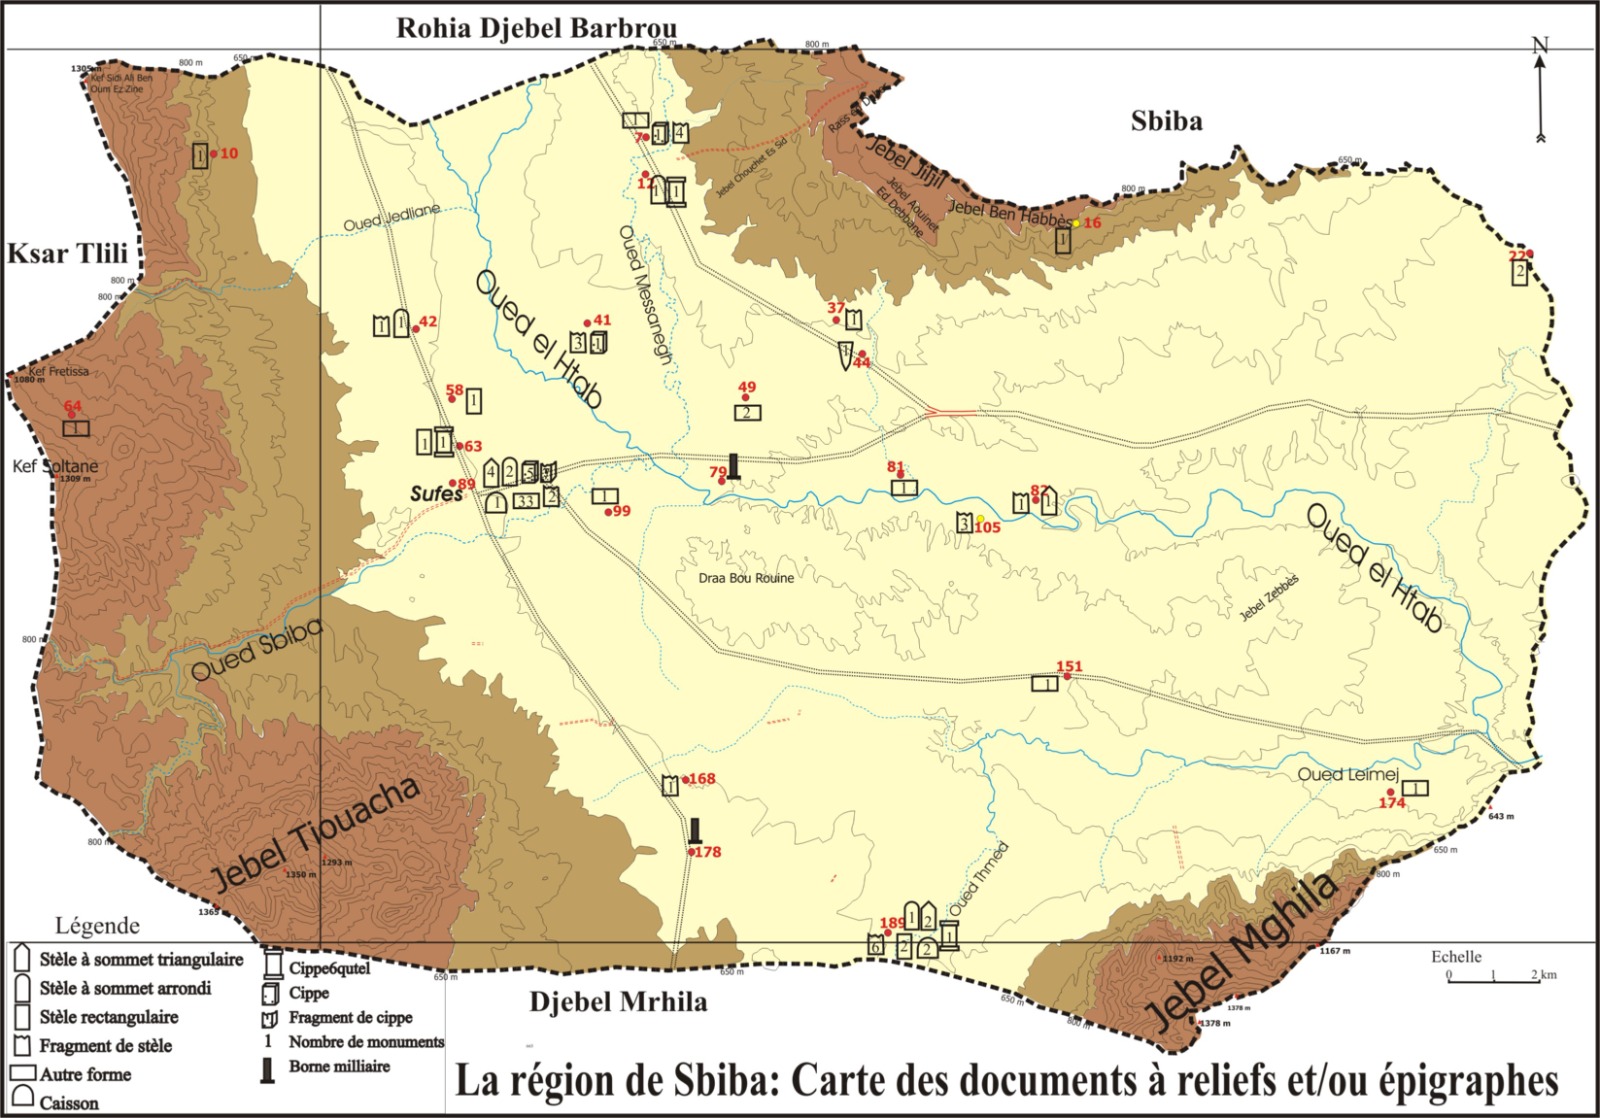 Rohia Djebel Barbrou
N
650 m
800 m
800 m
650 m
1305 m
Kef Sidi Ali Ben
Oum Ez Zine
Sbiba
Rass ed Dabra
7
1
4
Jebel Chouchet Es Sid
Jebel Jihjil
650 m
1
10
12
1
1
Jebel Aouinet
Ed Debbane
800 m
Jebel Ben Habbès
16
1
Oued Jedliane
Ksar Tlili
Oued Messanegh
22
2
800 m
800 m
Oued el Htab
37
1
1
42
41
3
1
1
44
Kef Fretissa
1080 m
58
1
49
2
64
1
1
1
63
Kef Soltane
1309 m
89
Sufes
4
2
5
1
33
2
1
99
79
81
1
82
1
1
3
105
Oued el Htab
Draa Bou Rouine
Jebel Zebbès
800 m
Oued Sbiba
151
1
168
1
Oued Leimej
174
1
643 m
Jebel Tiouacha
800 m
1293 m
1350 m
1365
178
650 m
800 m
Oued Thmed
189
1
2
6
2
2
1
Jebel Mghila
1192 m
1167 m
1378 m
1378 m
650 m
650 m
650 m
800 m
Echelle
0 1 2 km
Légende
Stèle à sommet triangulaire
Stèle à sommet arrondi
Stèle rectangulaire
Fragment de stèle
Autre forme
Caisson
Cippe6qutel
Cippe
Fragment de cippe
1 Nombre de monuments
Borne milliaire
Djebel Mrhila
La région de Sbiba: Carte des documents à reliefs et/ou épigraphes